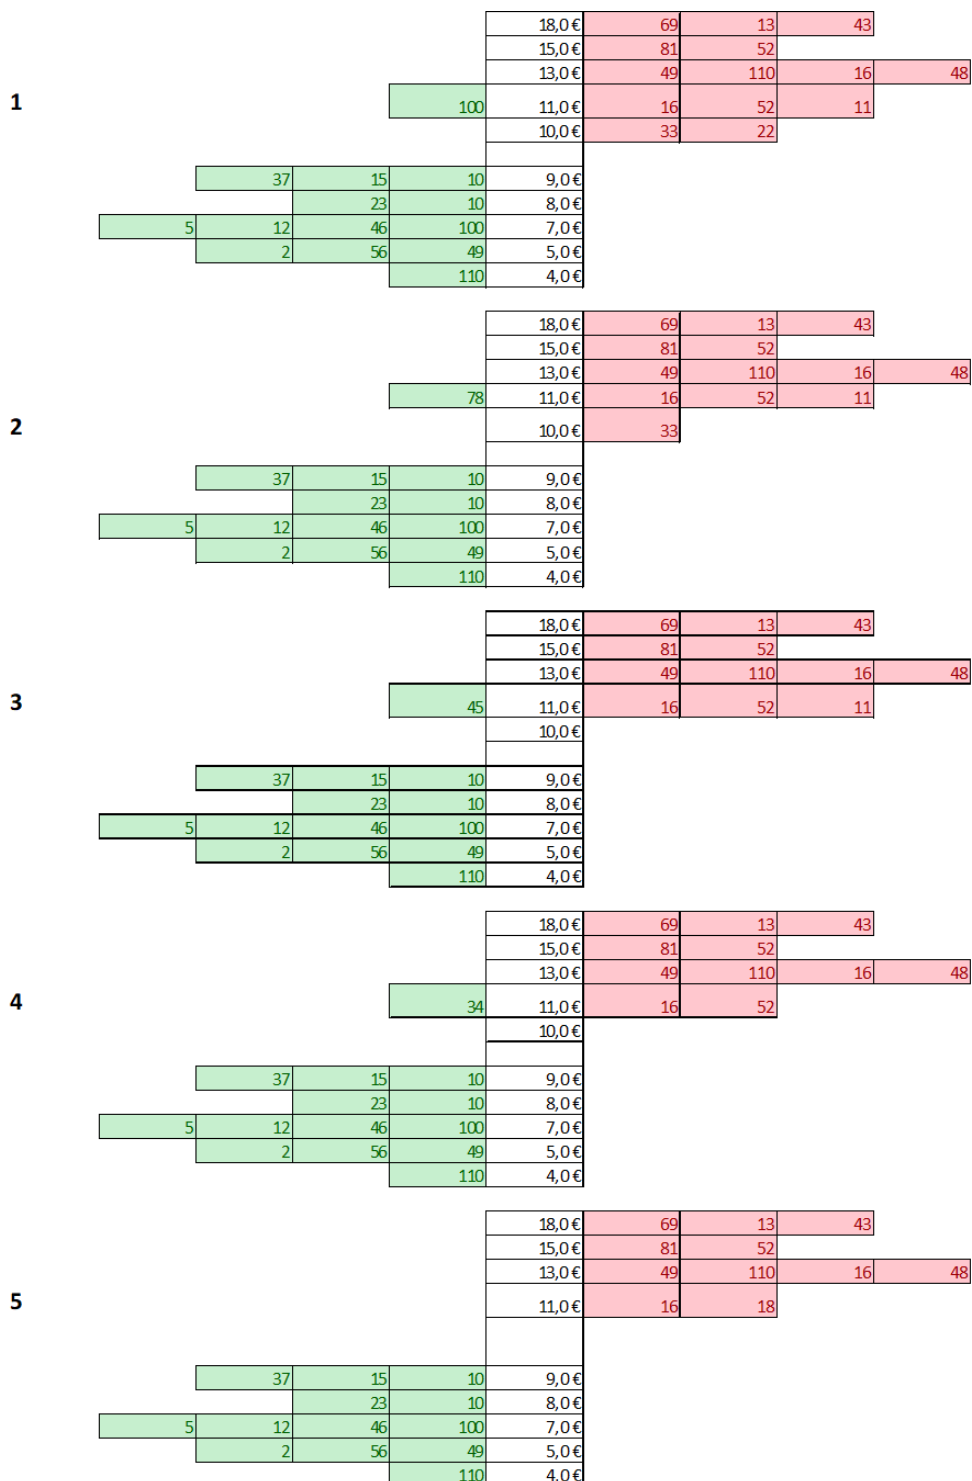 18,0 € 69 13 43
15,0 € 81 52
13,0 € 49 110 16 48
1 100 11,0 € 16 52 11
10,0 € 33 22
37 15 10 9,0 €
23 10 8,0 €
5 12 46 100 7,0 €
2 56 49 5,0 €
110 4,0 €
18,0 € 69 13 43
15,0 € 81 52
13,0 € 49 110 16 48
78 11,0 € 16 52 11
2 10,0 € 33
37 15 10 9,0 €
23 10 8,0 €
5 12 46 100 7,0 €
2 56 49 5,0 €
110 4,0 €
18,0 € 69 13 43
15,0 € 81 52
13,0 € 49 110 16 48
3 45 11,0 € 16 52 11
10,0 €
37 15 10 9,0 €
23 10 8,0 €
5 12 46 100 7,0 €
2 56 49 5,0 €
110 4,0 €
18,0 € 69 13 43
15,0 € 81 52
13,0 € 49 110 16 48
4 34 11,0 € 16 52
10,0 €
37 15 10 9,0 €
23 10 8,0 €
5 12 46 100 7,0 €
2 56 49 5,0 €
110 4,0 €
18,0 € 69 13 43
15,0 € 81 52
13,0 € 49 110 16 48
5 11,0 € 16 18
37 15 10 9,0 €
23 10 8,0 €
5 12 46 100 7,0 €
2 56 49 5,0 €
110 4,0 €